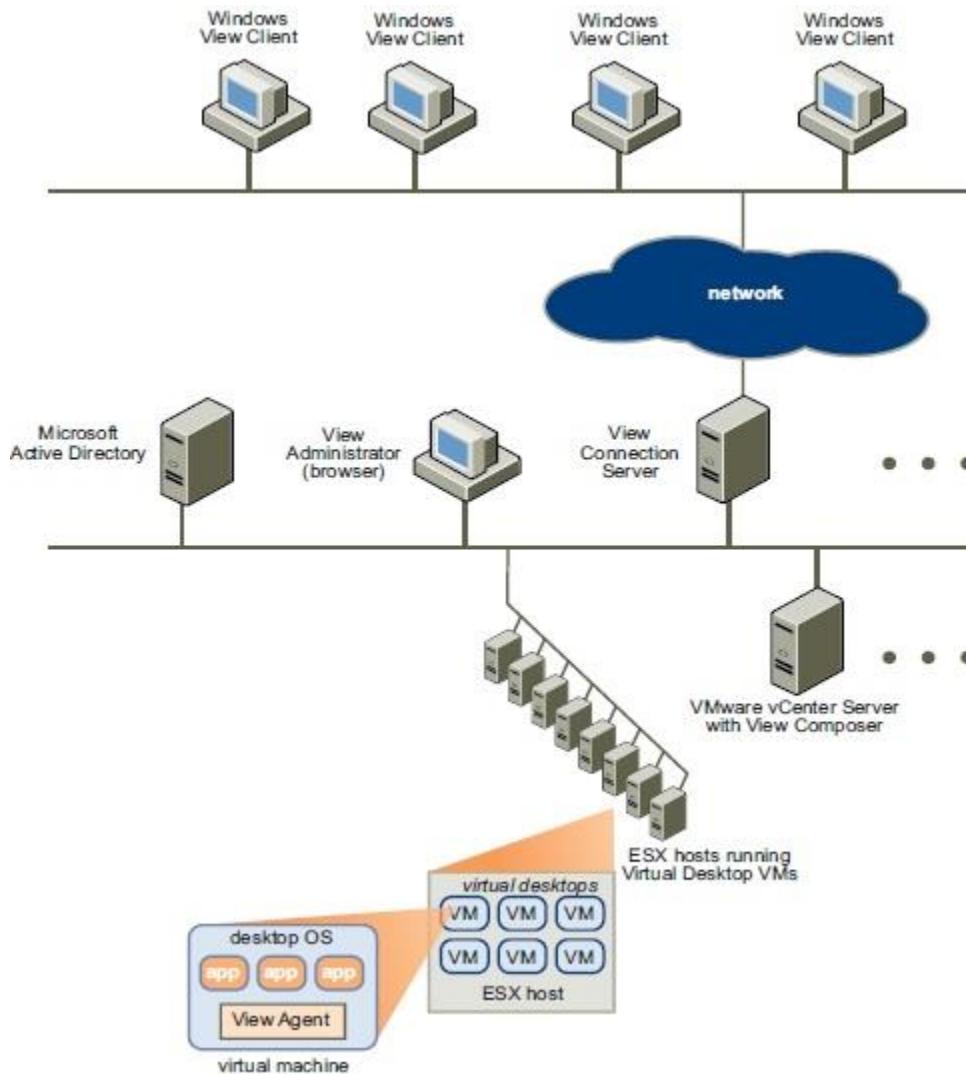 Windows
View Client
Windows
View Client
Windows
View Client
Windows
View Client
network
Microsoft
Active Directory
View
Administrator
(browser)
View
Connection
Server
VMware vCenter Server
with View Composer
ESX hosts running
Virtual Desktop VMs
virtual desktops
VM VM VM
VM VM VM
ESX host
desktop OS
app app app
View Agent
virtual machine